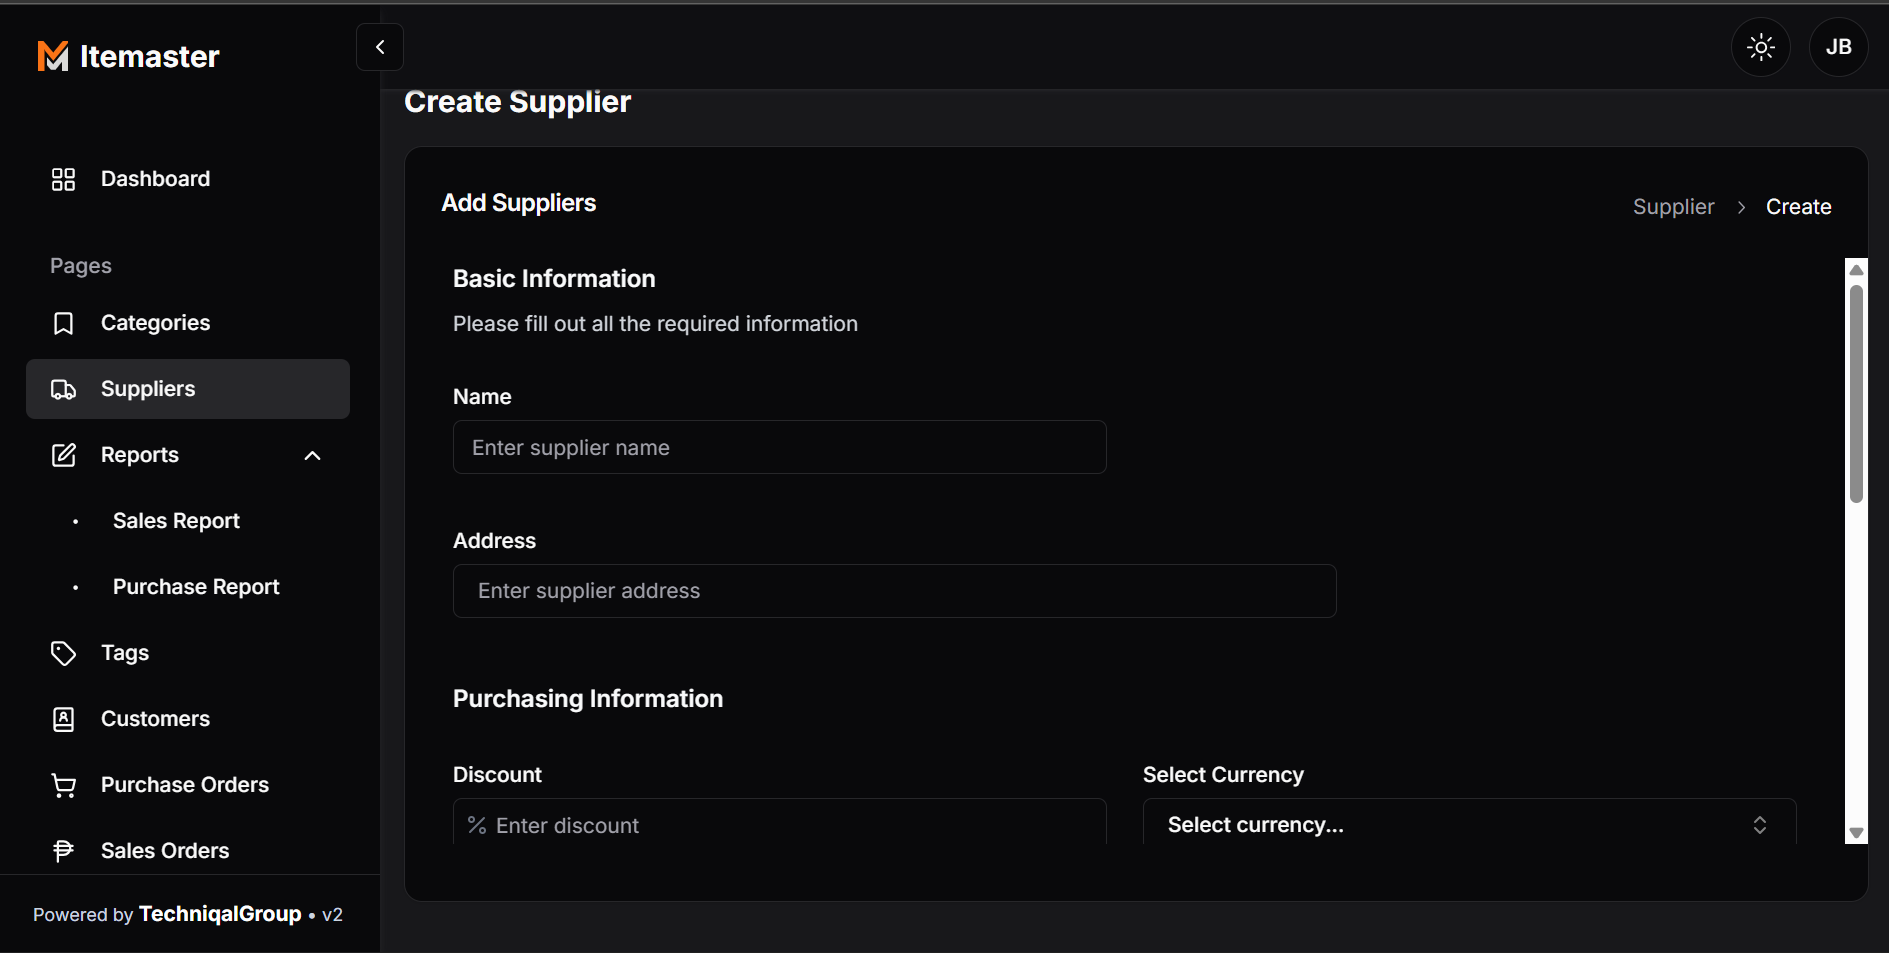 Itemaster
JB
Dashboard
Pages
Categories
Suppliers
Reports
• Sales Report
• Purchase Report
Tags
Customers
Purchase Orders
Sales Orders
Powered by TechniqalGroup • v2
Create Supplier
Add Suppliers
Supplier > Create
Basic Information
Please fill out all the required information
Name
Enter supplier name
Address
Enter supplier address
Purchasing Information
Discount
% Enter discount
Select Currency
Select currency...